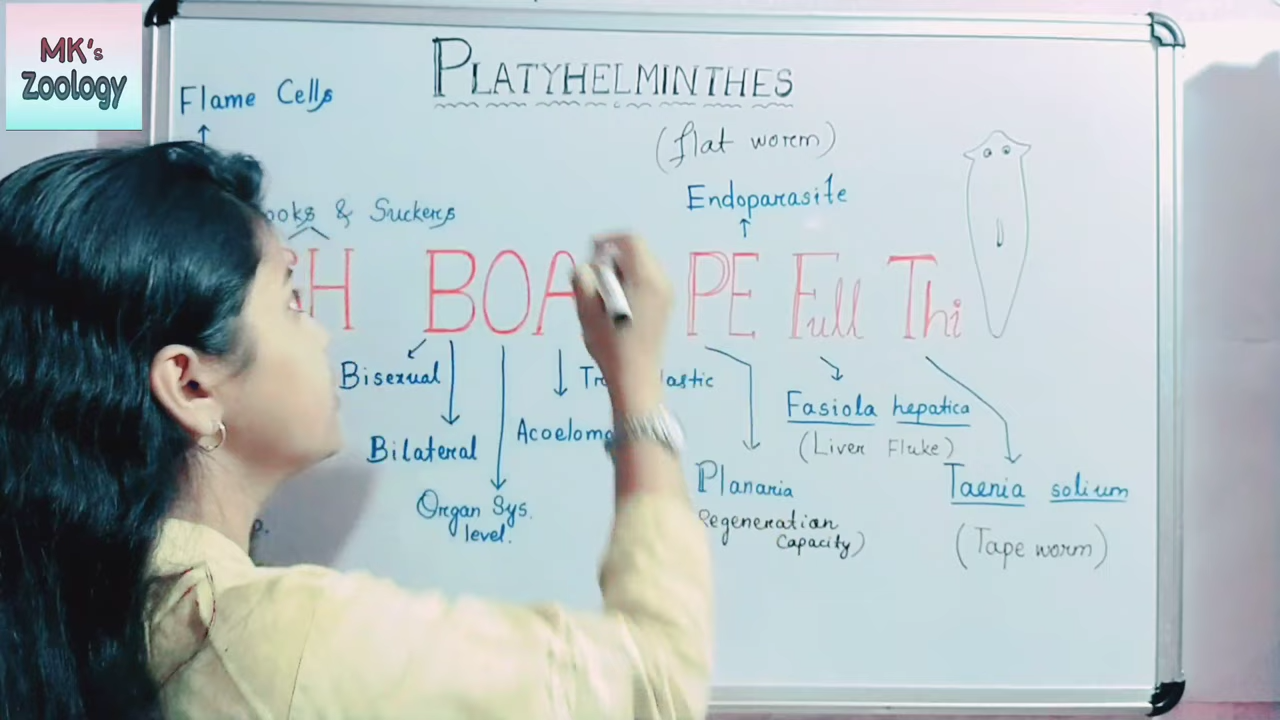 MK's
Zoology
PLATYHELMINTHES
Flame Cells
(flat worm)
Endoparasite
& Suckers
H BOA PE Full Thi
Bisexual
Fasiola hepatica
(Liver Fluke)
Bilateral
Planaria
Taenia solium
Organ Sys.
level.
Regeneration
Capacity)
(Tape worm)